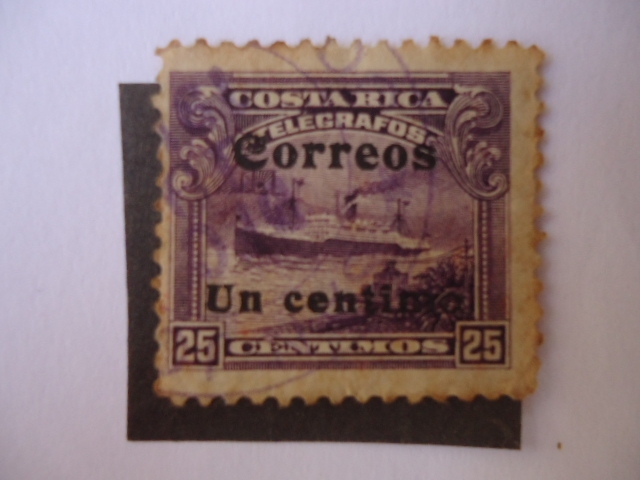 COSTA RICA
TELEGRAFOS
Correos
Un centimo
25 CENTIMOS 25